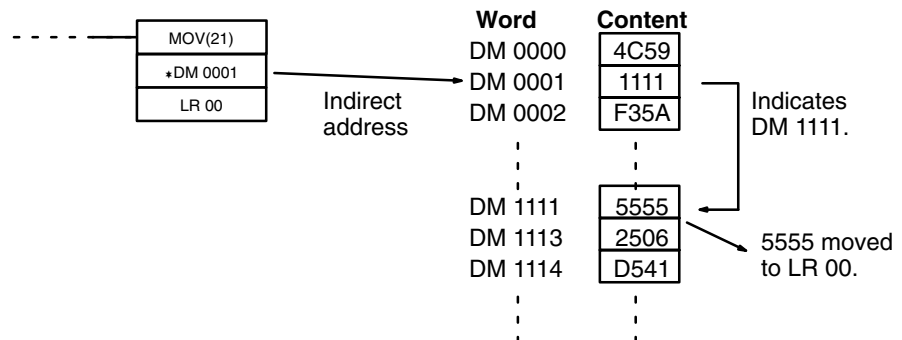 Word Content
MOV(21)
*DM 0001
LR 00
Indirect
address
DM 0000 4C59
DM 0001 1111
DM 0002 F35A
Indicates
DM 1111.
DM 1111 5555
DM 1113 2506
DM 1114 D541
5555 moved
to LR 00.